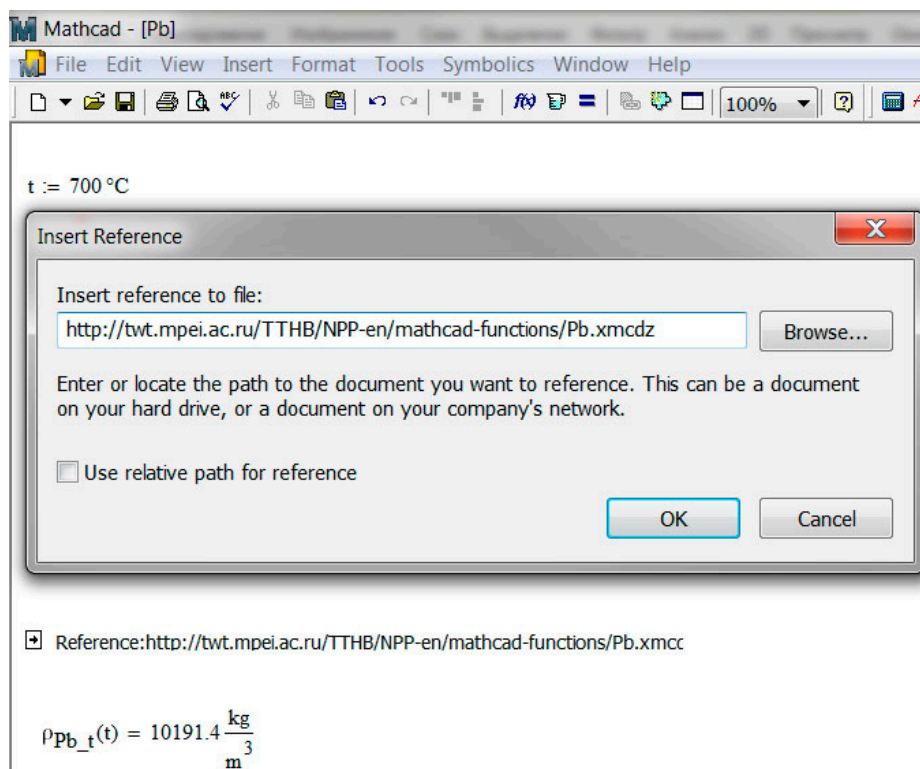 Mathcad - [Pb]
File Edit View Insert Format Tools Symbolics Window Help
100%
t := 700 °C
Insert Reference
Insert reference to file:
http://twt.mpei.ac.ru/TTHB/NPP-en/mathcad-functions/Pb.xmcdz
Browse...
Enter or locate the path to the document you want to reference. This can be a document
on your hard drive, or a document on your company's network.
Use relative path for reference
OK Cancel
Reference:http://twt.mpei.ac.ru/TTHB/NPP-en/mathcad-functions/Pb.xmcc
ρPb_t(t) = 10191.4 kg/m³